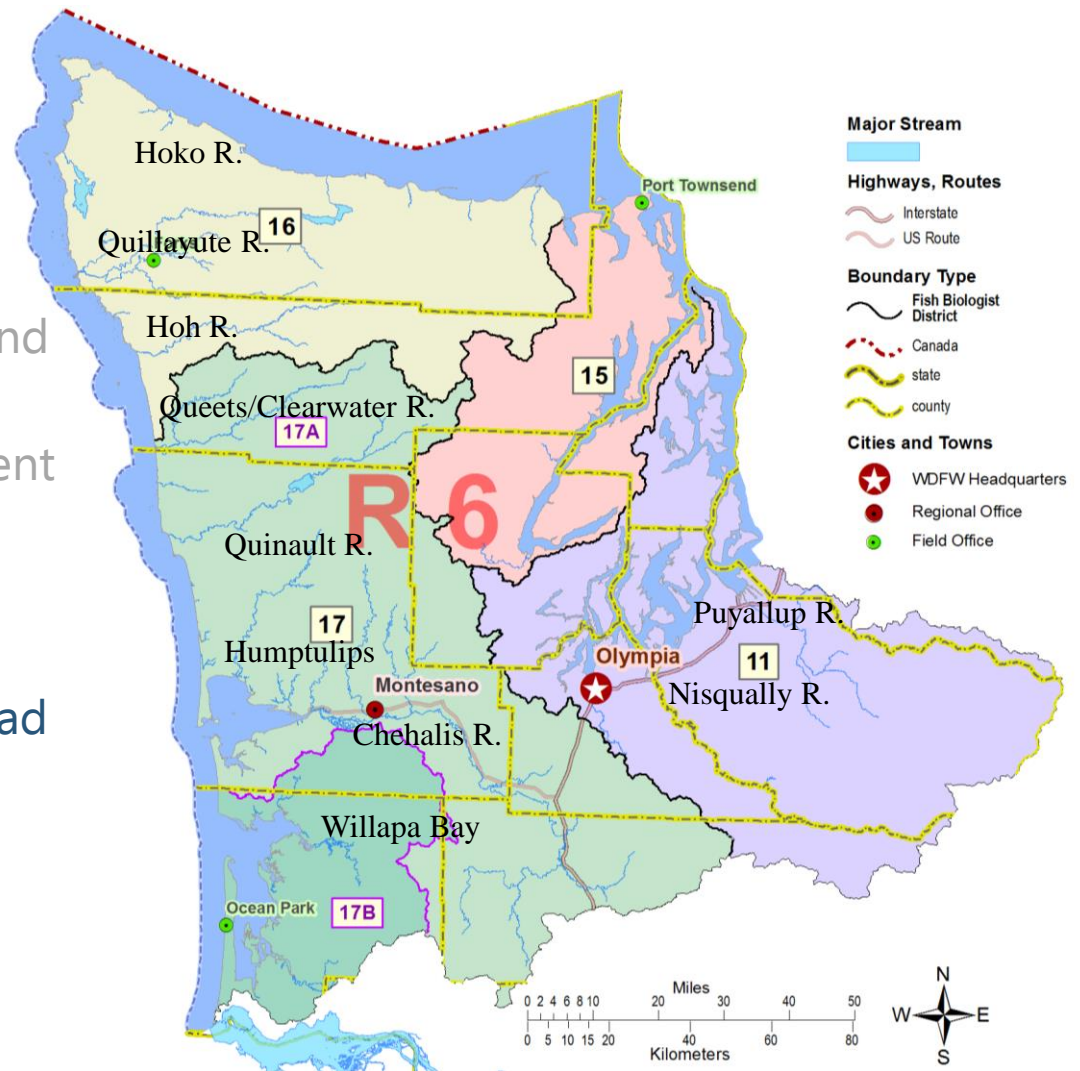 nd
ent
ad
Hoko R.
Port Townsend
16
Quillayute R.
Hoh R.
15
Queets/Clearwater R.
17A
R 6
Quinault R.
17
Humptulips
Puyallup R.
Olympia
11
Montesano
Nisqually R.
Chehalis R.
Willapa Bay
Ocean Park
17B
Major Stream
Highways, Routes
Interstate
US Route
Boundary Type
Fish Biologist
District
Canada
state
county
Cities and Towns
WDFW Headquarters
Regional Office
Field Office
Miles
0 2 4 6 8 10 20 30 40 50
0 5 10 15 20 40 60 80
Kilometers
N
W E
S